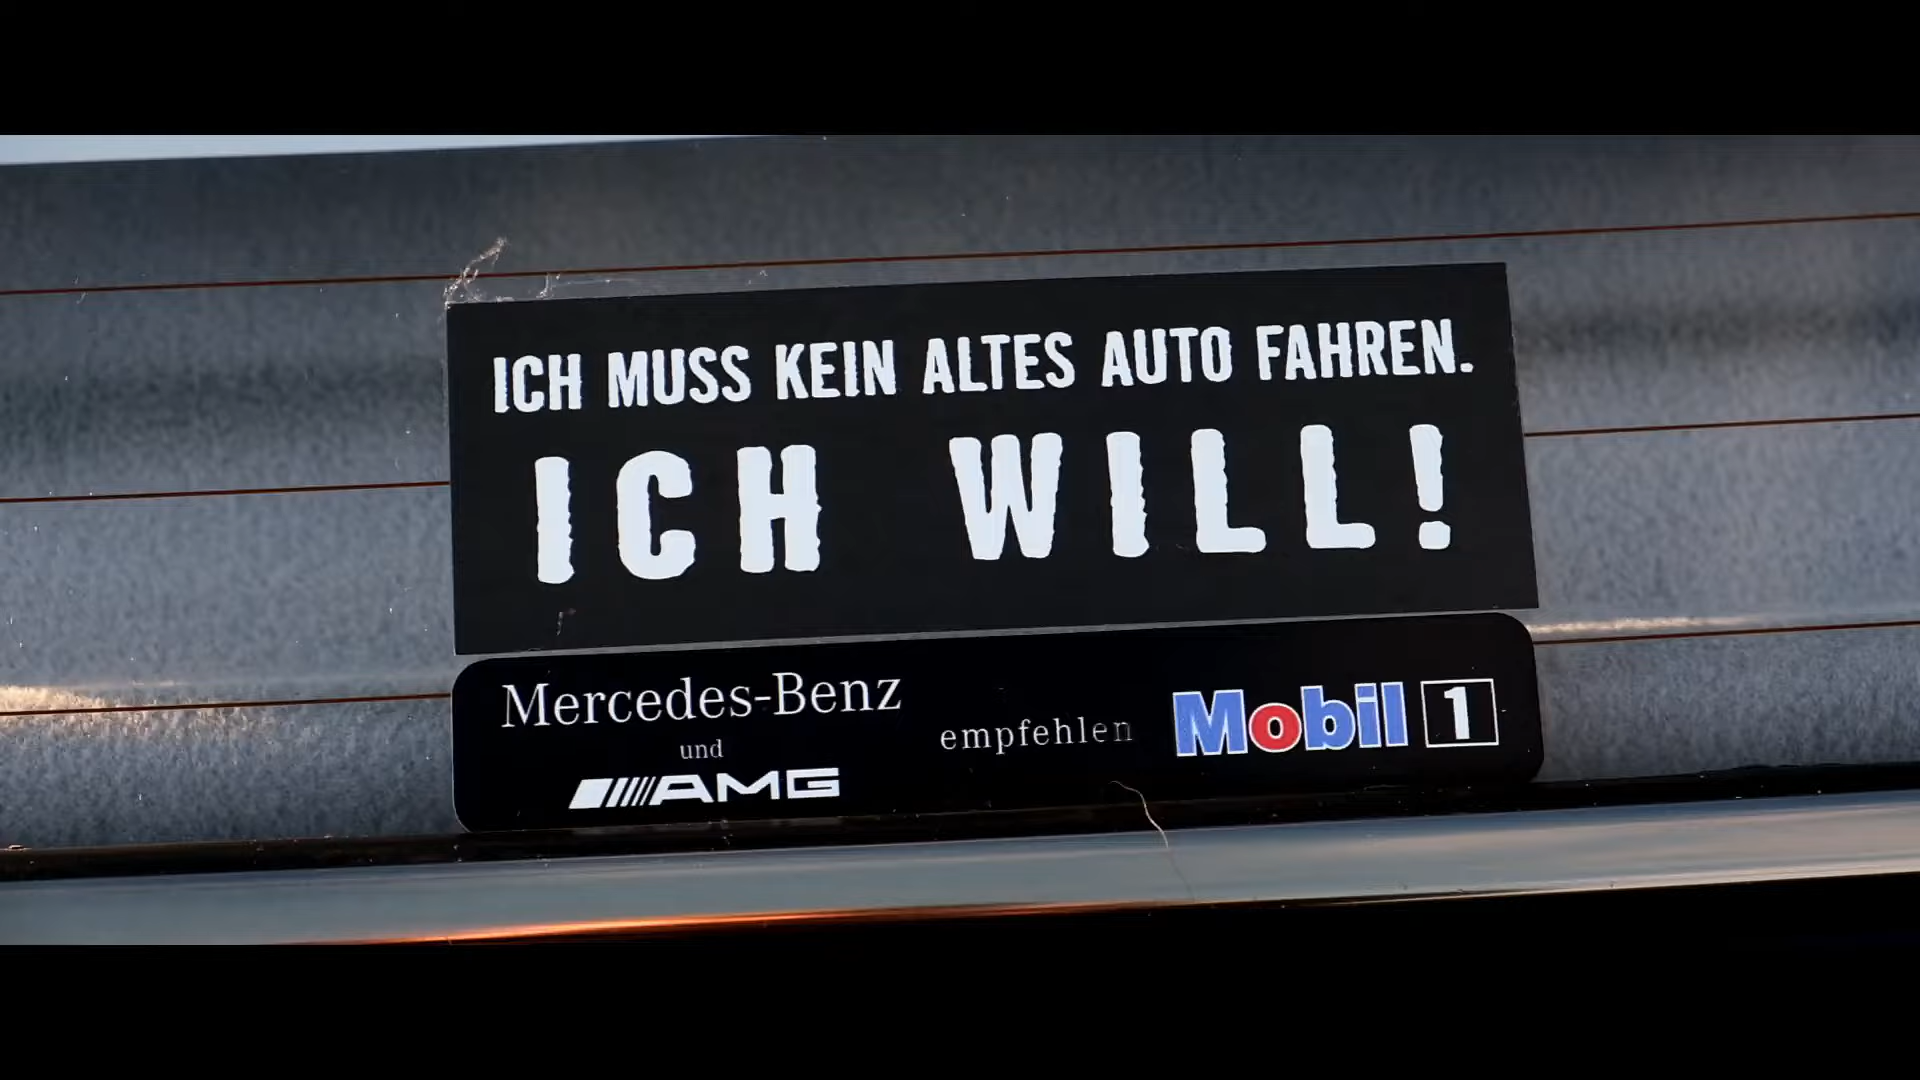 ICH MUSS KEIN ALTES AUTO FAHREN.
ICH WILL!
Mercedes-Benz
und
AMG
empfehlen
Mobil 1